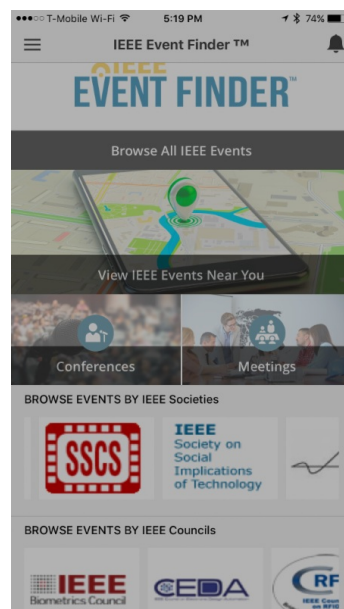 T-Mobile Wi-Fi 5:19 PM 74%
IEEE Event Finder ™
IEEE
EVENT FINDER™
Browse All IEEE Events
View IEEE Events Near You
Conferences Meetings
BROWSE EVENTS BY IEEE Societies
SSCS
IEEE
Society on
Social
Implications
of Technology
BROWSE EVENTS BY IEEE Councils
IEEE
Biometrics Council
CEDA
RF